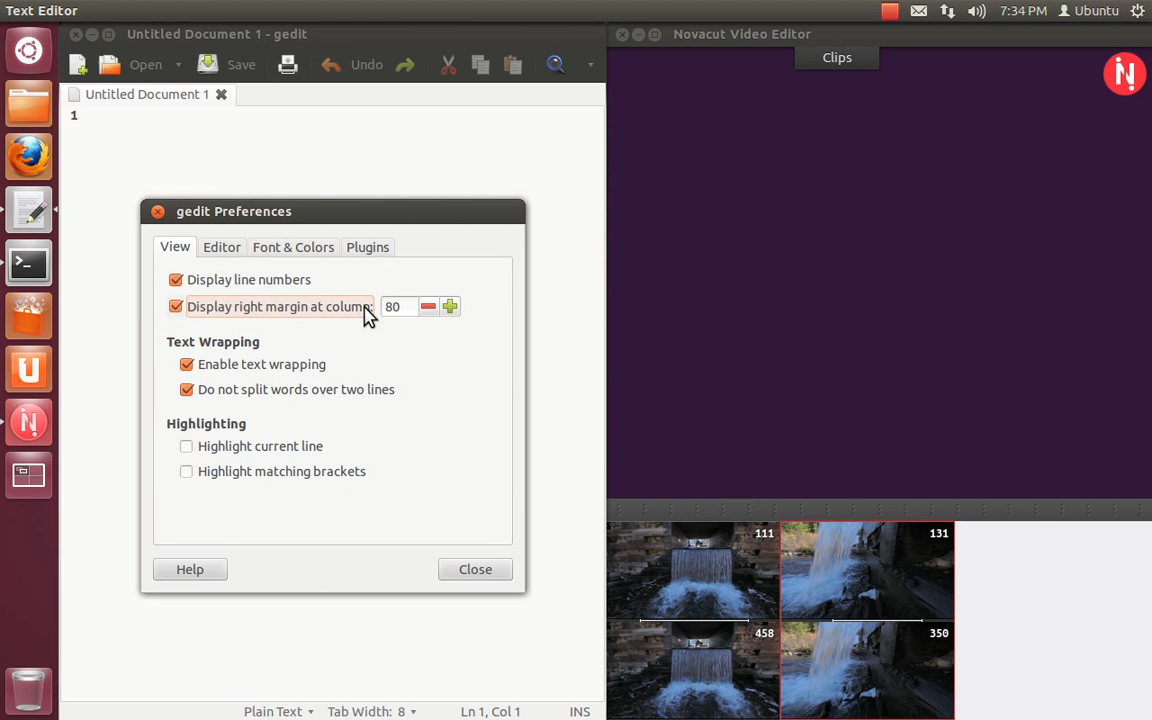 Text Editor
7:34 PM
Ubuntu
Untitled Document 1 - gedit
Novacut Video Editor
Open
Save
Undo
Clips
Untitled Document 1
1
gedit Preferences
View
Editor
Font & Colors
Plugins
Display line numbers
Display right margin at column:
80
Text Wrapping
Enable text wrapping
Do not split words over two lines
Highlighting
Highlight current line
Highlight matching brackets
Help
Close
111
131
458
350
Plain Text
Tab Width: 8
Ln 1, Col 1
INS